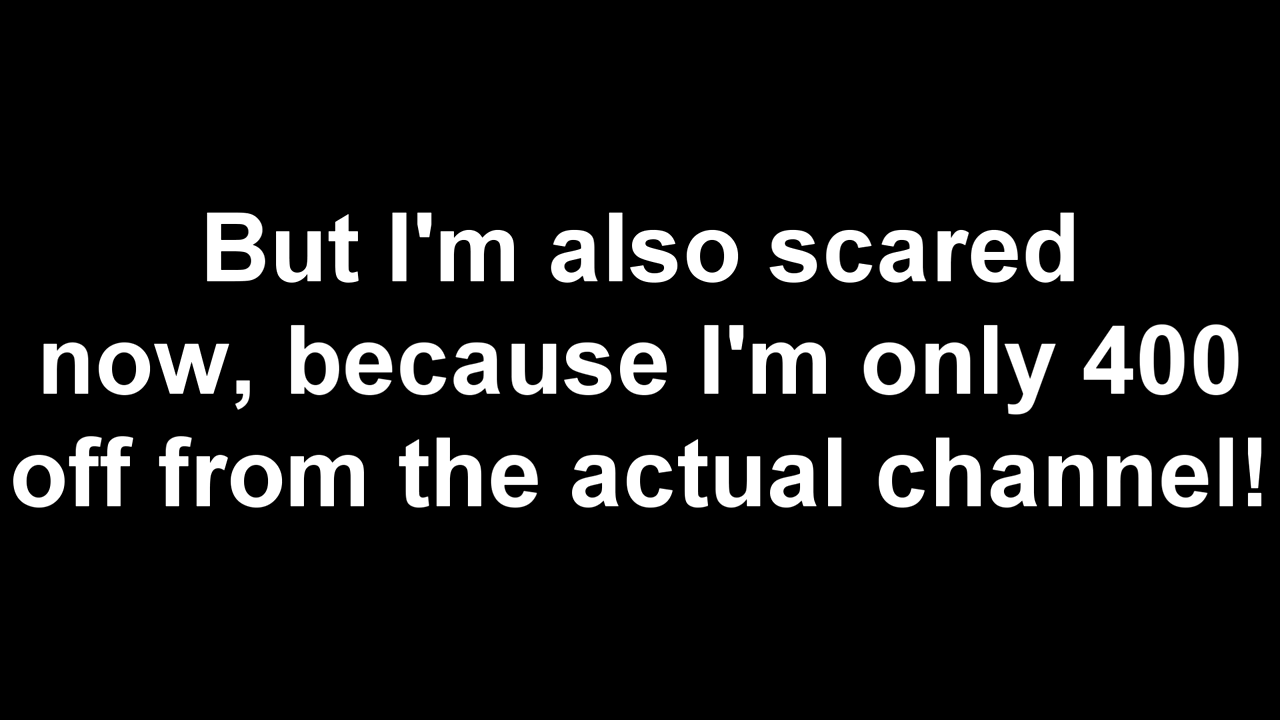 But I'm also scared
now, because I'm only 400
off from the actual channel!